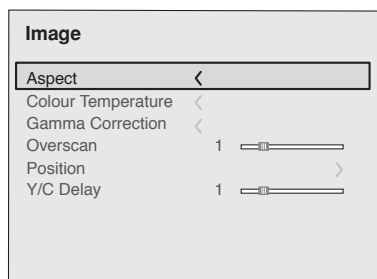 Image
Aspect
Colour Temperature
Gamma Correction
Overscan 1
Position
Y/C Delay 1